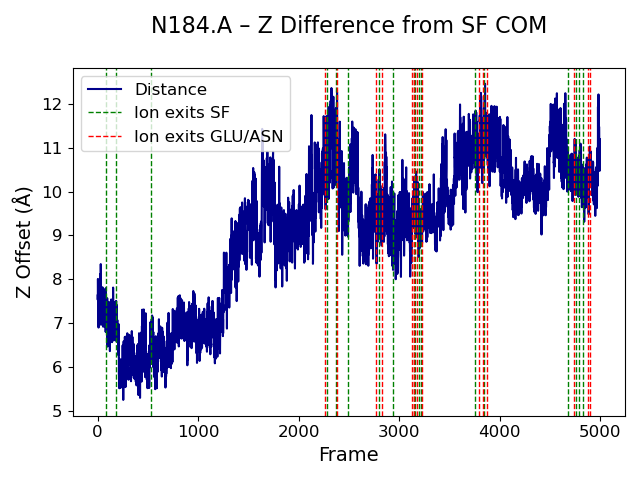 N184.A – Z Difference from SF COM
Distance
Ion exits SF
Ion exits GLU/ASN
Z Offset (Å)
12
11
10
9
8
7
6
5
0 1000 2000 3000 4000 5000
Frame